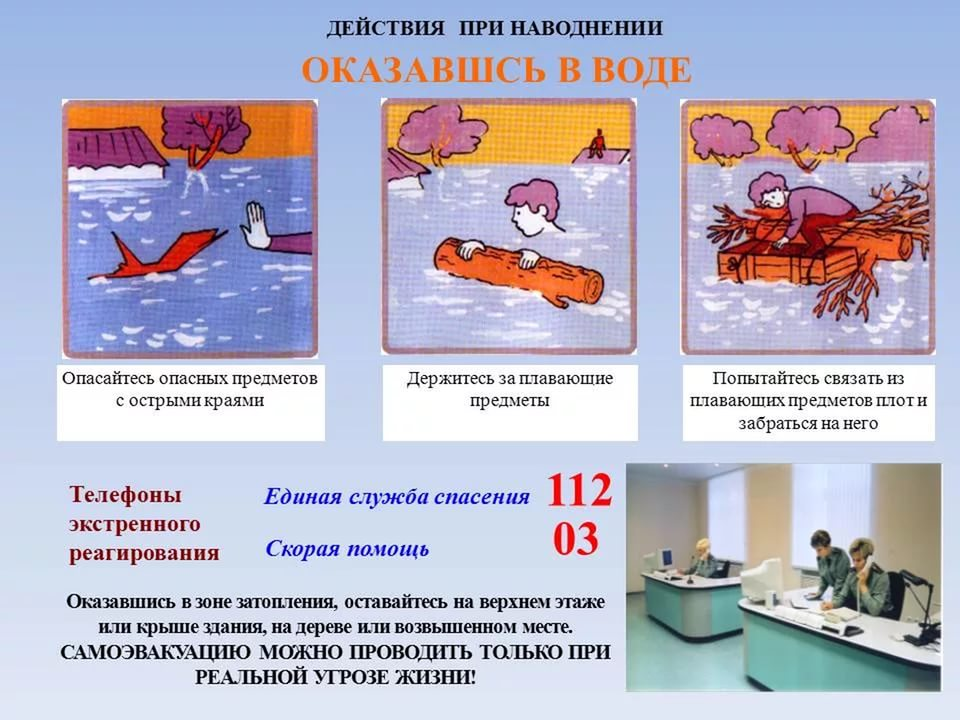 ДЕЙСТВИЯ ПРИ НАВОДНЕНИИ
ОКАЗАВШСЬ В ВОДЕ
Опасайтесь опасных предметов
с острыми краями
Держитесь за плавающие
предметы
Попытайтесь связать из
плавающих предметов плот и
забраться на него
Телефоны
экстренного
реагирования
Единая служба спасения 112
Скорая помощь 03
Оказавшись в зоне затопления, оставайтесь на верхнем этаже
или крыше здания, на дереве или возвышенном месте.
САМОЭВАКУАЦИЮ МОЖНО ПРОВОДИТЬ ТОЛЬКО ПРИ
РЕАЛЬНОЙ УГРОЗЕ ЖИЗНИ!